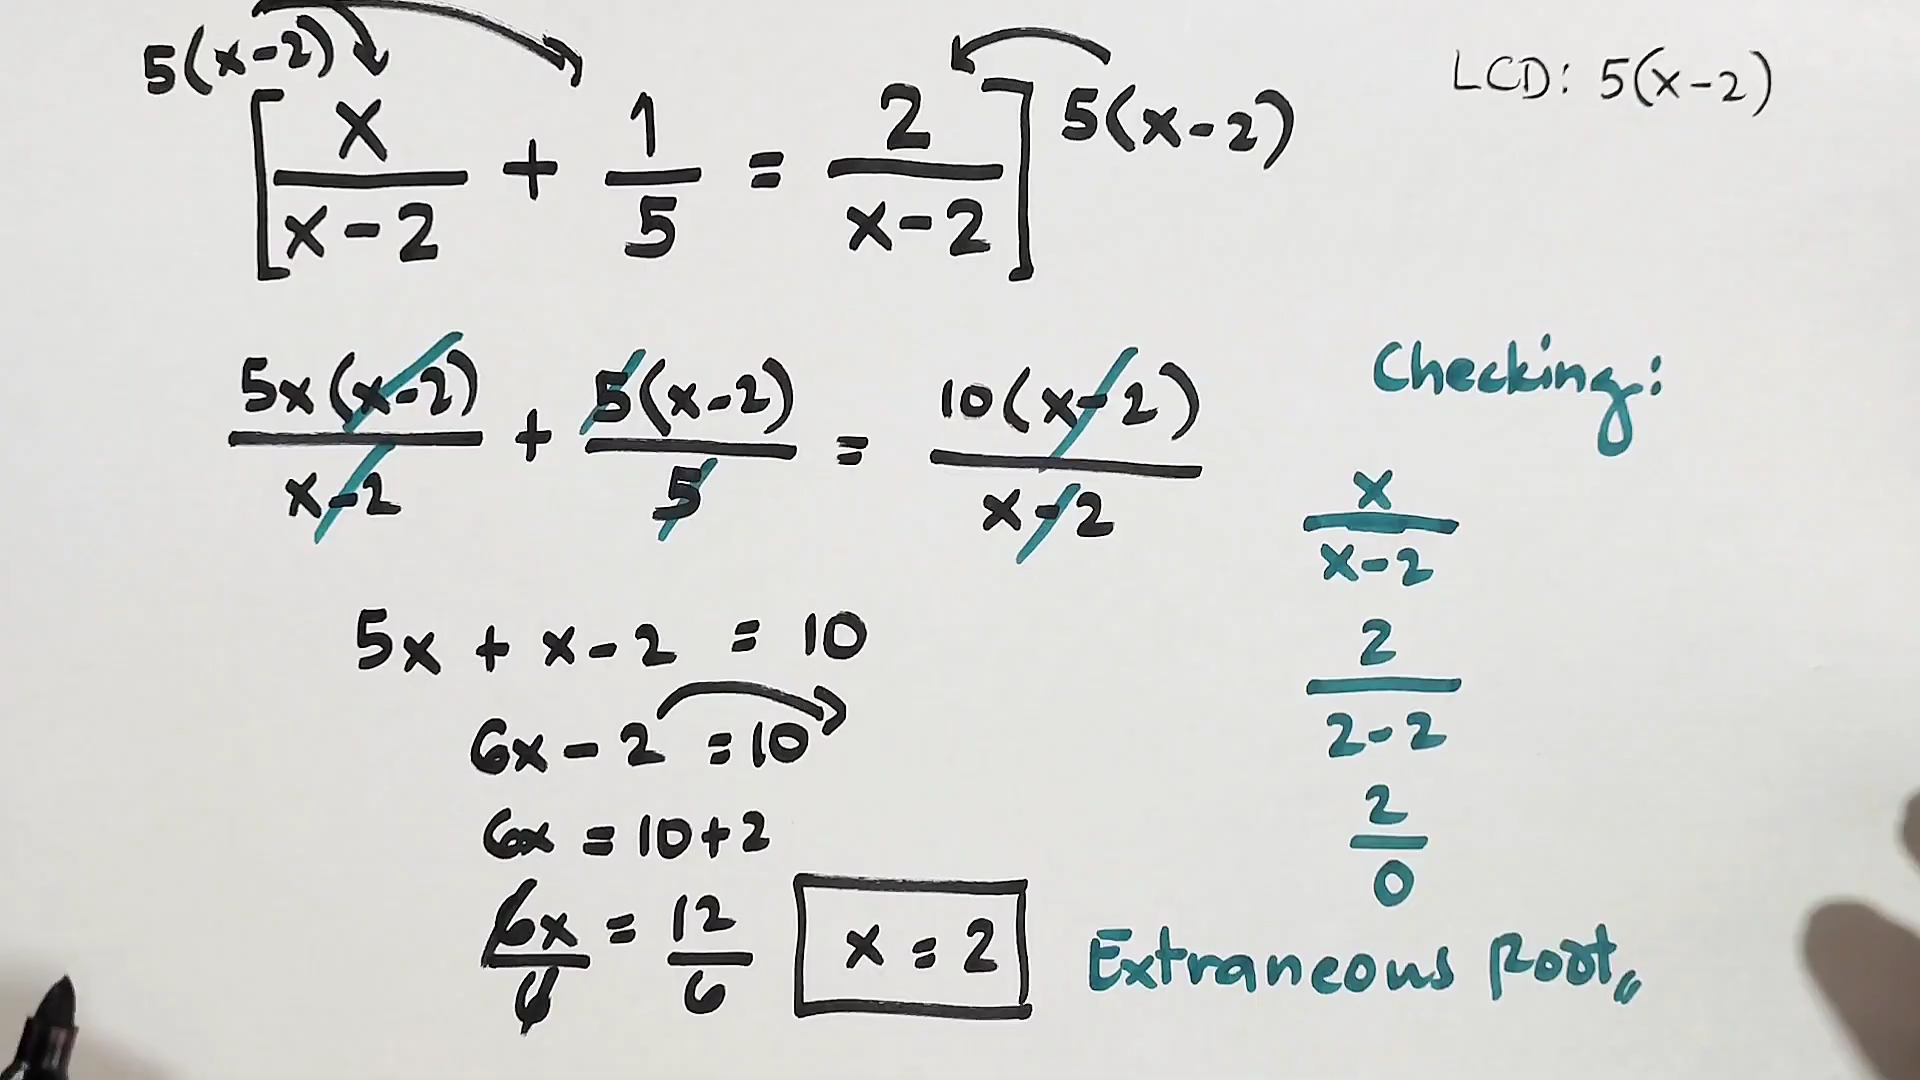 5(x-2) [x/(x-2) + 1/5 = 2/(x-2)] 5(x-2)
LCD: 5(x-2)
5x(x-2)/(x-2) + 5(x-2)/5 = 10(x-2)/(x-2)
5x + x-2 = 10
6x - 2 = 10
6x = 10+2
6x/6 = 12/6
x = 2
Checking:
x/(x-2)
2/(2-2)
2/0
Extraneous Root